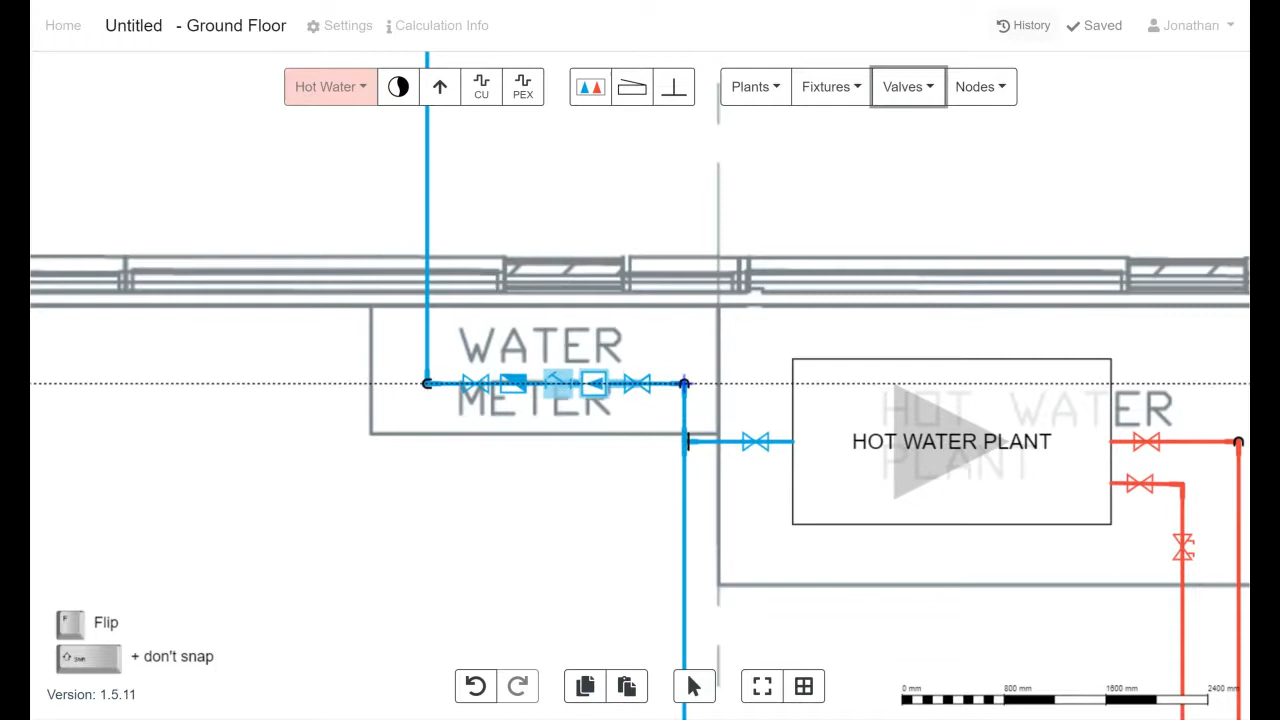 Home Untitled - Ground Floor Settings Calculation Info History Saved Jonathan
Hot Water CU PEX Plants Fixtures Valves Nodes
WATER
METER
HOT WATER
PLANT
HOT WATER PLANT
F Flip
Shift + don't snap
Version: 1.5.11
0 mm 800 mm 1600 mm 2400 mm